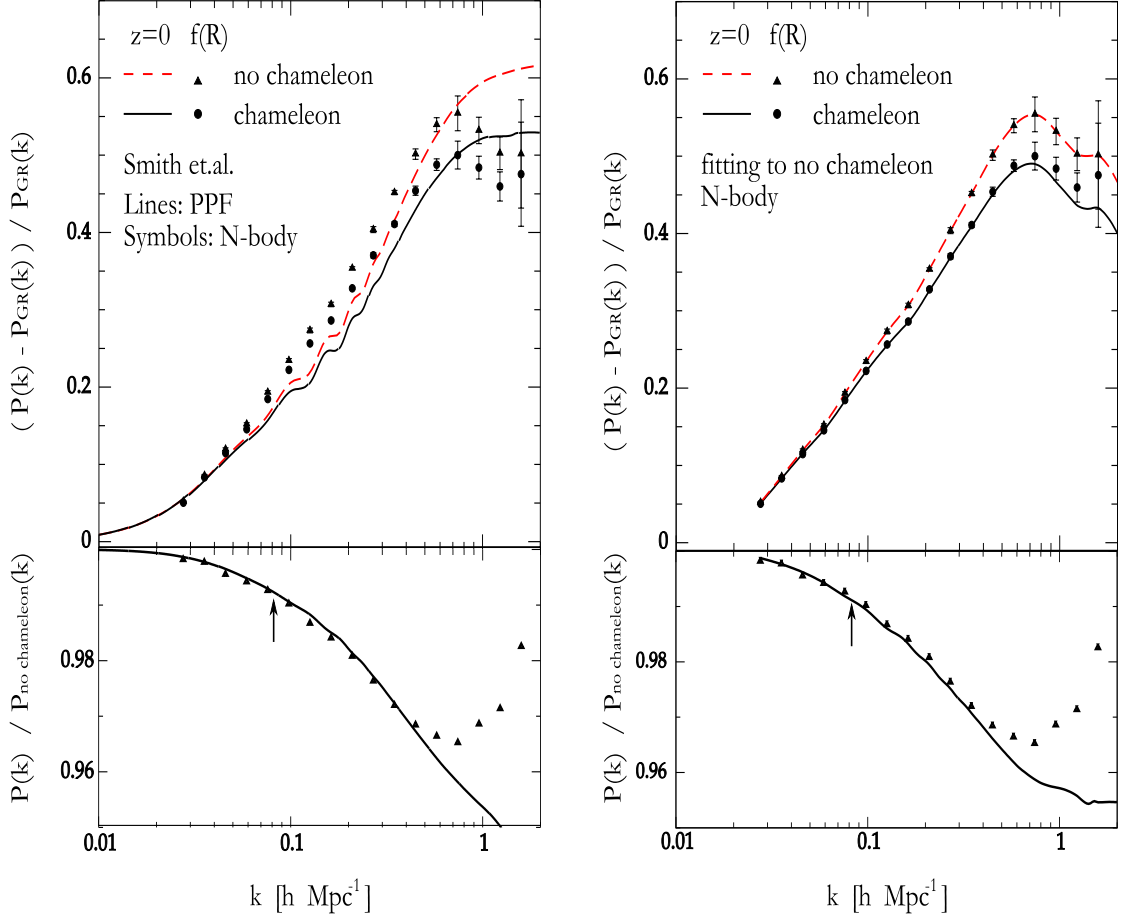 z=0 f(R)
no chameleon
chameleon
Smith et.al.
Lines: PPF
Symbols: N-body
0.6
0.4
0.2
0
( P(k) - PGR(k) ) / PGR(k)
0.98
0.96
P(k) / Pno chameleon(k)
0.01 0.1 1
k [h Mpc-1]
z=0 f(R)
no chameleon
chameleon
fitting to no chameleon
N-body
0.6
0.4
0.2
0
( P(k) - PGR(k) ) / PGR(k)
0.98
0.96
P(k) / Pno chameleon(k)
0.01 0.1 1
k [h Mpc-1]